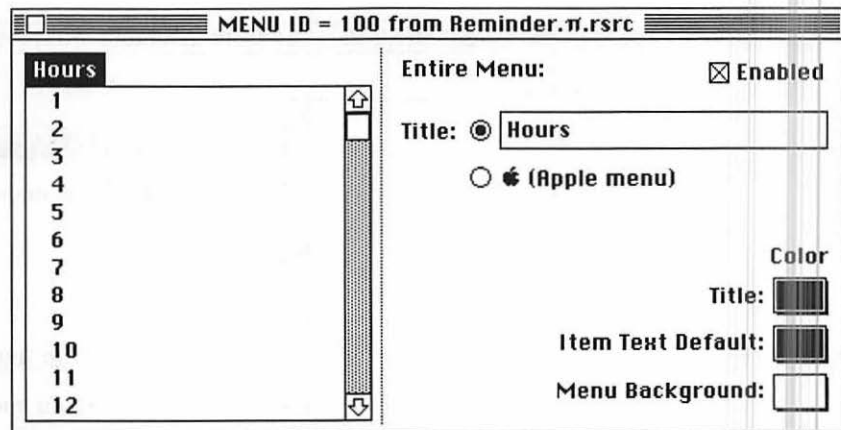 MENU ID = 100 from Reminder.π.rsrc
Hours
1
2
3
4
5
6
7
8
9
10
11
12
Entire Menu:
Enabled
Title:
Hours
(Apple menu)
Color
Title:
Item Text Default:
Menu Background: